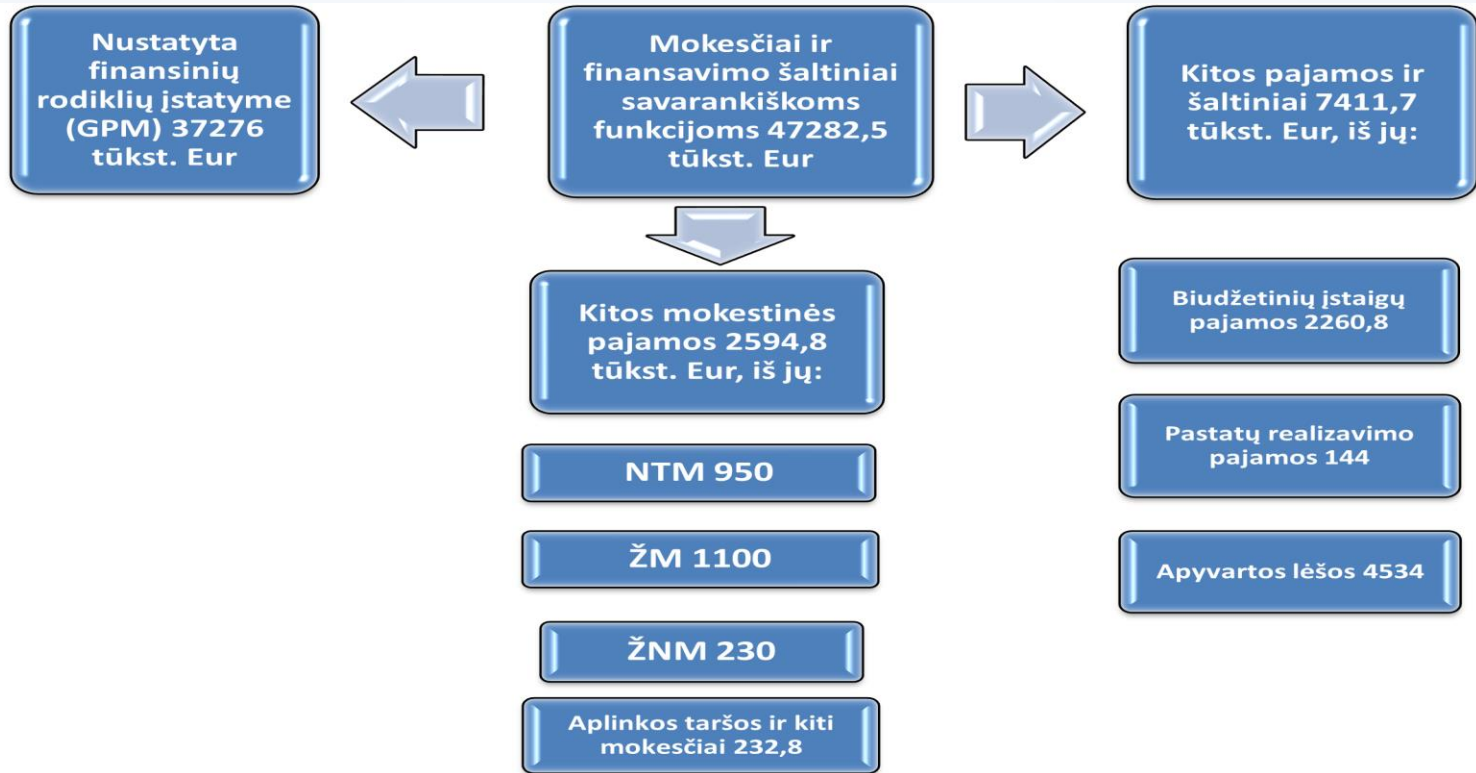 Nustatyta
finansinių
rodiklių įstatyme
(GPM) 37276
tūkst. Eur
Mokesčiai ir
finansavimo šaltiniai
savarankiškoms
funkcijoms 47282,5
tūkst. Eur
Kitos pajamos ir
šaltiniai 7411,7
tūkst. Eur, iš jų:
Kitos mokestinės
pajamos 2594,8
tūkst. Eur, iš jų:
NTM 950
ŽM 1100
ŽNM 230
Aplinkos taršos ir kiti
mokesčiai 232,8
Biudžetinių įstaigų
pajamos 2260,8
Pastatų realizavimo
pajamos 144
Apyvartos lėšos 4534